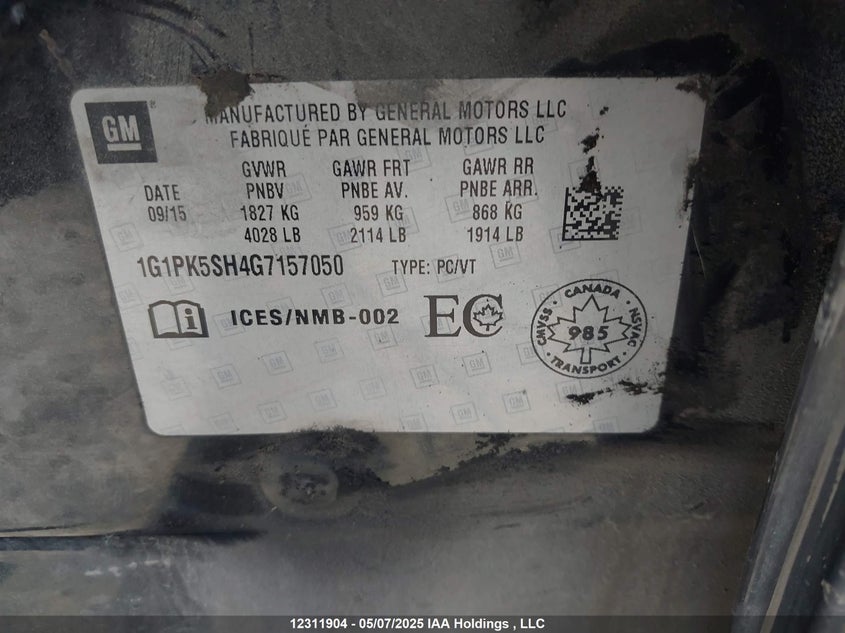 GM
MANUFACTURED BY GENERAL MOTORS LLC
FABRIQUÉ PAR GENERAL MOTORS LLC
GVWR GAWR FRT GAWR RR
DATE PNBV PNBE AV. PNBE ARR.
09/15 1827 KG 959 KG 868 KG
4028 LB 2114 LB 1914 LB
1G1PK5SH4G7157050 TYPE: PC/VT
ICES/NMB-002 EC
CMVSS · CANADA · NSVAC · TRANSPORT ·
985
12311904 - 05/07/2025 IAA Holdings , LLC